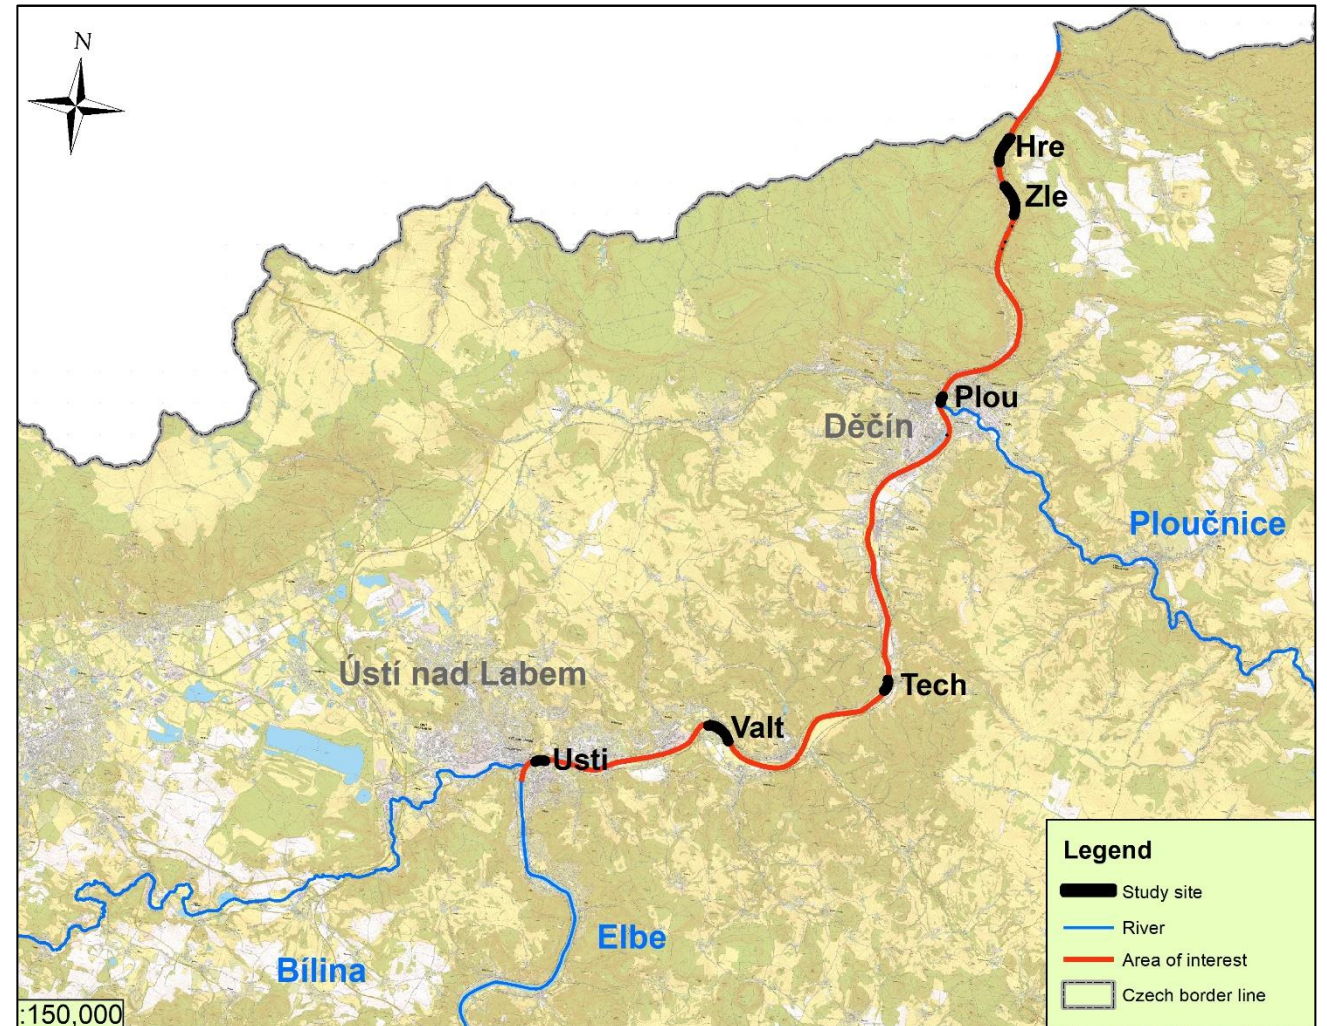 N
Hre
Zle
Plou
Děčín
Ploučnice
Ústí nad Labem
Tech
Valt
Usti
Elbe
Bílina
Legend
Study site
River
Area of interest
Czech border line
:150,000